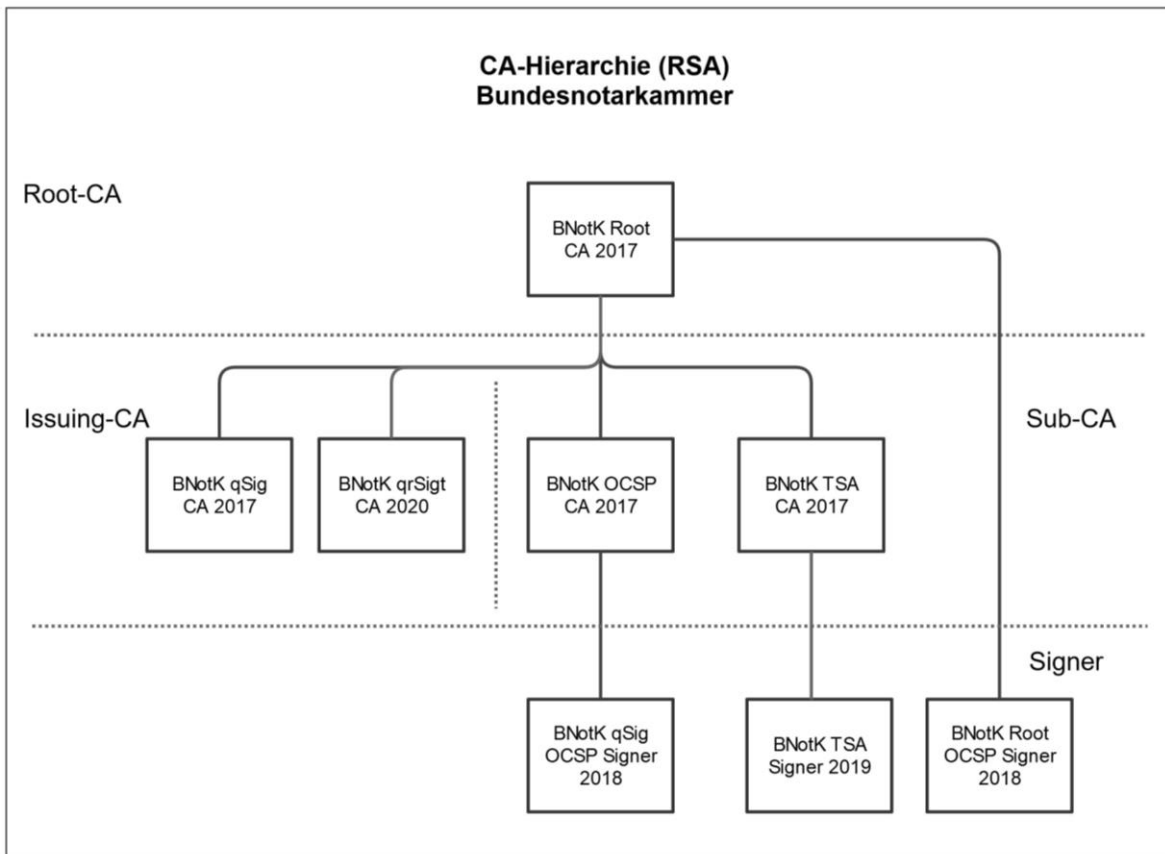 CA-Hierarchie (RSA)
Bundesnotarkammer
Root-CA
BNotK Root
CA 2017
Issuing-CA
Sub-CA
BNotK qSig
CA 2017
BNotK qrSigt
CA 2020
BNotK OCSP
CA 2017
BNotK TSA
CA 2017
Signer
BNotK qSig
OCSP Signer
2018
BNotK TSA
Signer 2019
BNotK Root
OCSP Signer
2018